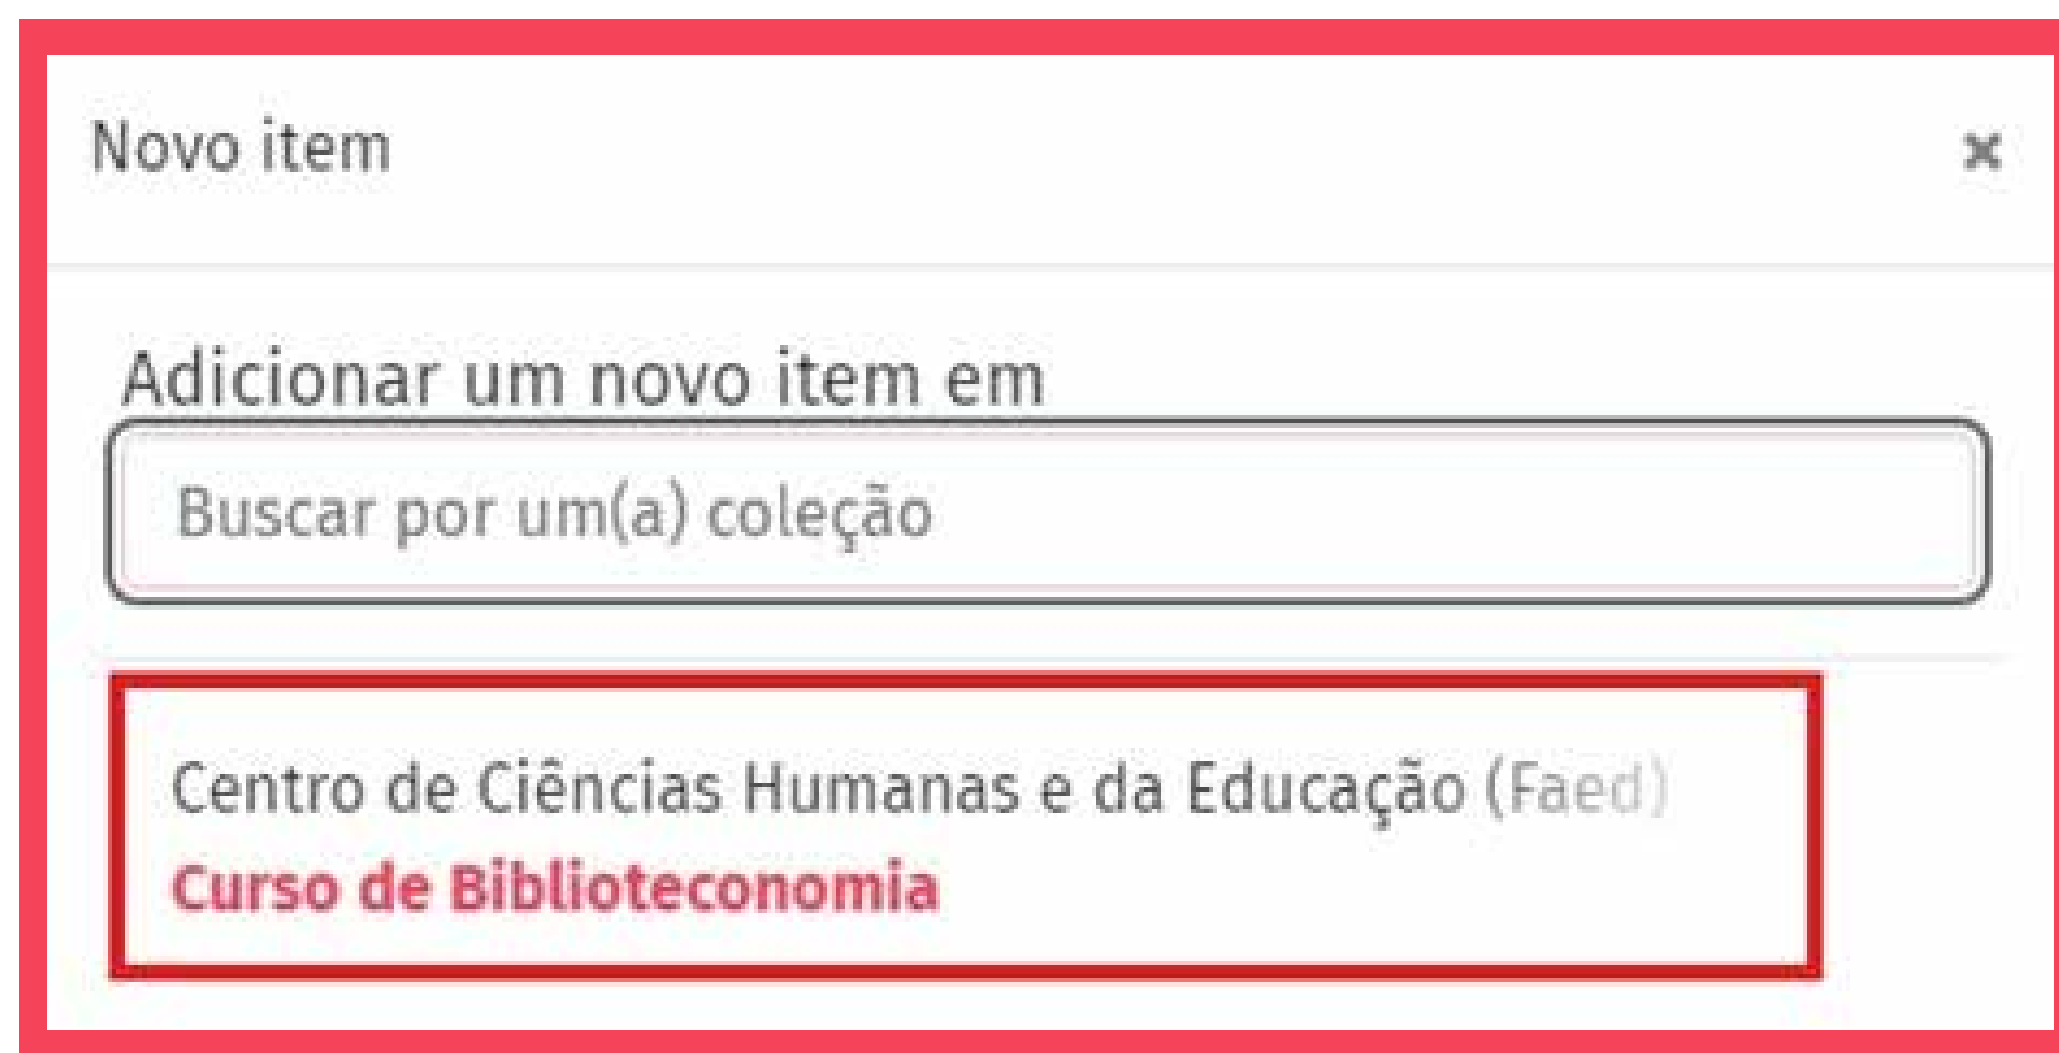 Novo item
×
Adicionar um novo item em
Buscar por um(a) coleção
Centro de Ciências Humanas e da Educação (Faed)
Curso de Biblioteconomia